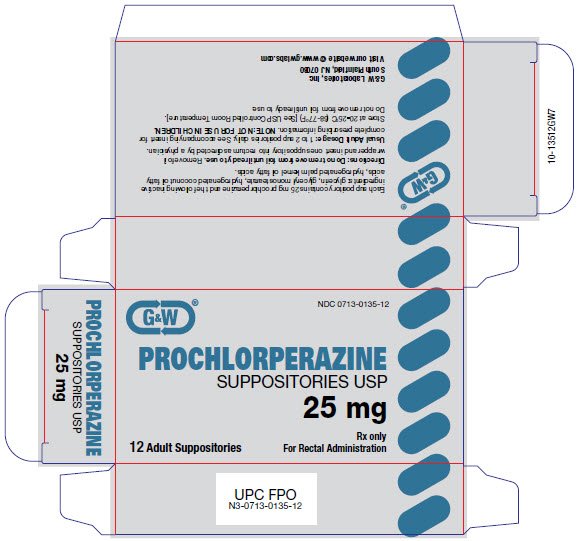 G&W®
Each suppository contains 25 mg prochlorperazine and the following inactive
ingredients: glycerin, glyceryl monostearate, hydrogenated coconut oil fatty
acids, hydrogenated palm kernel oil fatty acids.
Directions: Do not remove from foil until ready to use. Remove foil
wrapper and insert one suppository into rectum as directed by a physician.
Usual Adult Dosage: 1 to 2 suppositories daily. See accompanying insert for
complete prescribing information. NOTE: NOT FOR USE IN CHILDREN.
Store at 20-25°C (68-77°F) [See USP Controlled Room Temperature].
Do not remove from foil until ready to use
G&W Laboratories, Inc.
South Plainfield, NJ 07080
Visit our website @ www.gwlabs.com
10-13512GW7
PROCHLORPERAZINE
SUPPOSITORIES USP
25 mg
G&W®
NDC 0713-0135-12
PROCHLORPERAZINE
SUPPOSITORIES USP
25 mg
Rx only
12 Adult Suppositories
For Rectal Administration
UPC FPO
N3-0713-0135-12